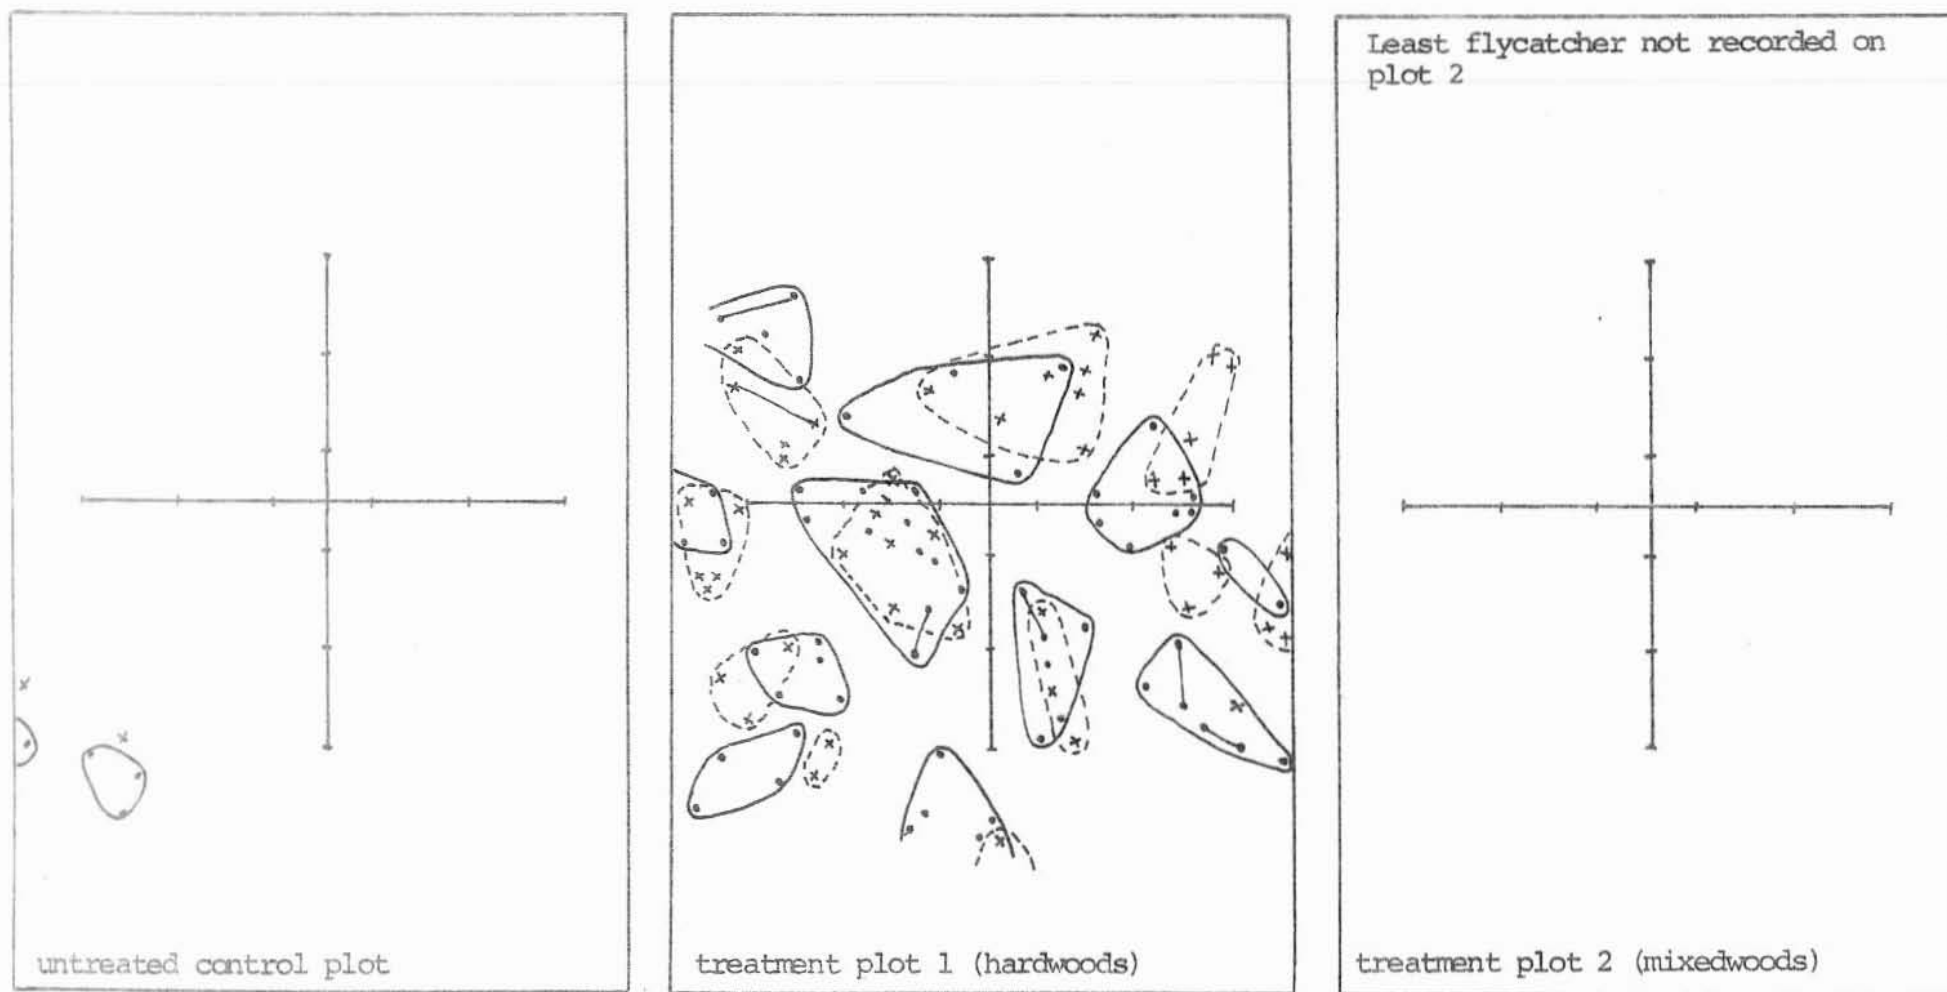 Least flycatcher not recorded on
plot 2
untreated control plot
treatment plot 1 (hardwoods)
treatment plot 2 (mixedwoods)